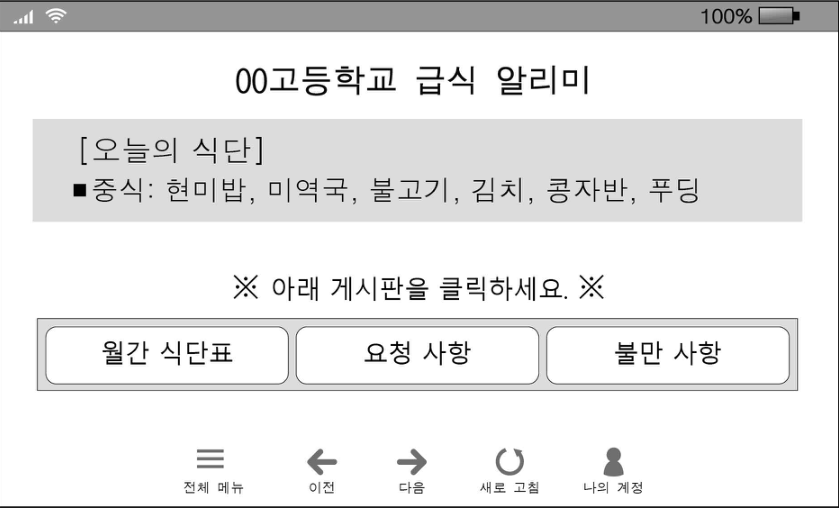 100%
00고등학교 급식 알리미
[오늘의 식단]
■중식: 현미밥, 미역국, 불고기, 김치, 콩자반, 푸딩
※ 아래 게시판을 클릭하세요. ※
월간 식단표 요청 사항 불만 사항
전체 메뉴 이전 다음 새로 고침 나의 계정